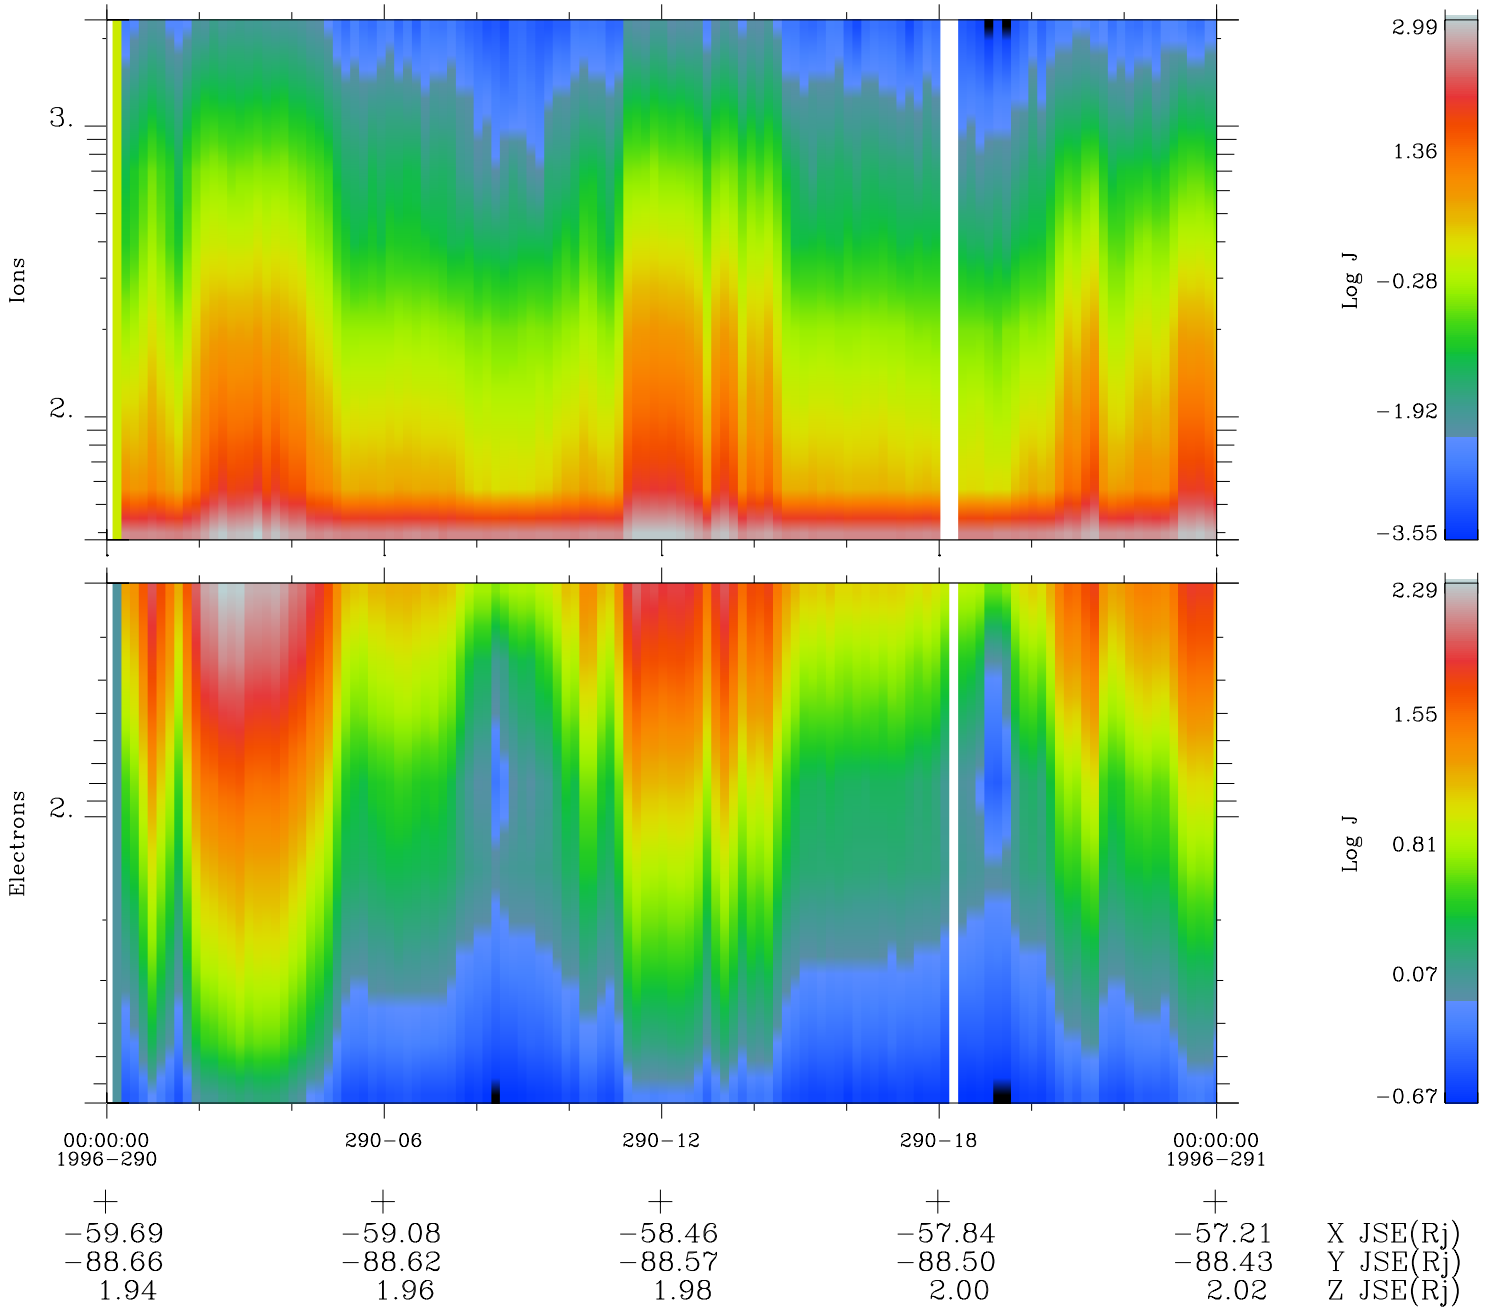 3.
2.
Ions
2.99
1.36
-0.28
-1.92
-3.55
Log J
2.
Electrons
2.29
1.55
0.81
0.07
-0.67
Log J
00:00:00 290-06 290-12 290-18 00:00:00
1996-290 1996-291
-59.69 -59.08 -58.46 -57.84 -57.21 X JSE(Rj)
-88.66 -88.62 -88.57 -88.50 -88.43 Y JSE(Rj)
1.94 1.96 1.98 2.00 2.02 Z JSE(Rj)